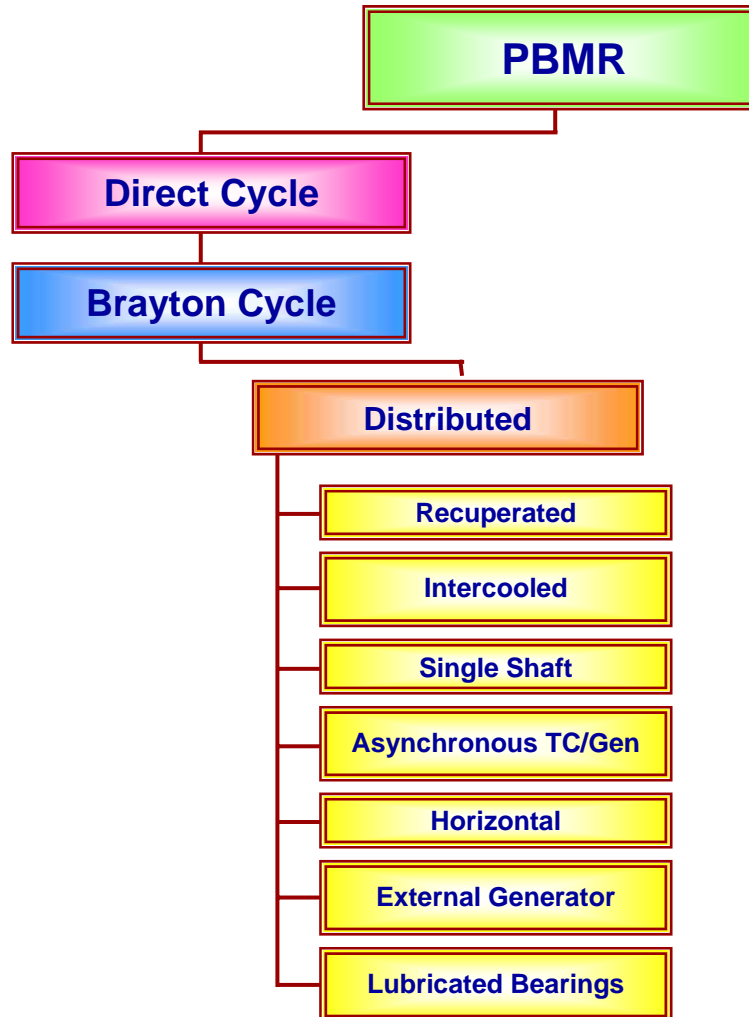 PBMR
Direct Cycle
Brayton Cycle
Distributed
Recuperated
Intercooled
Single Shaft
Asynchronous TC/Gen
Horizontal
External Generator
Lubricated Bearings